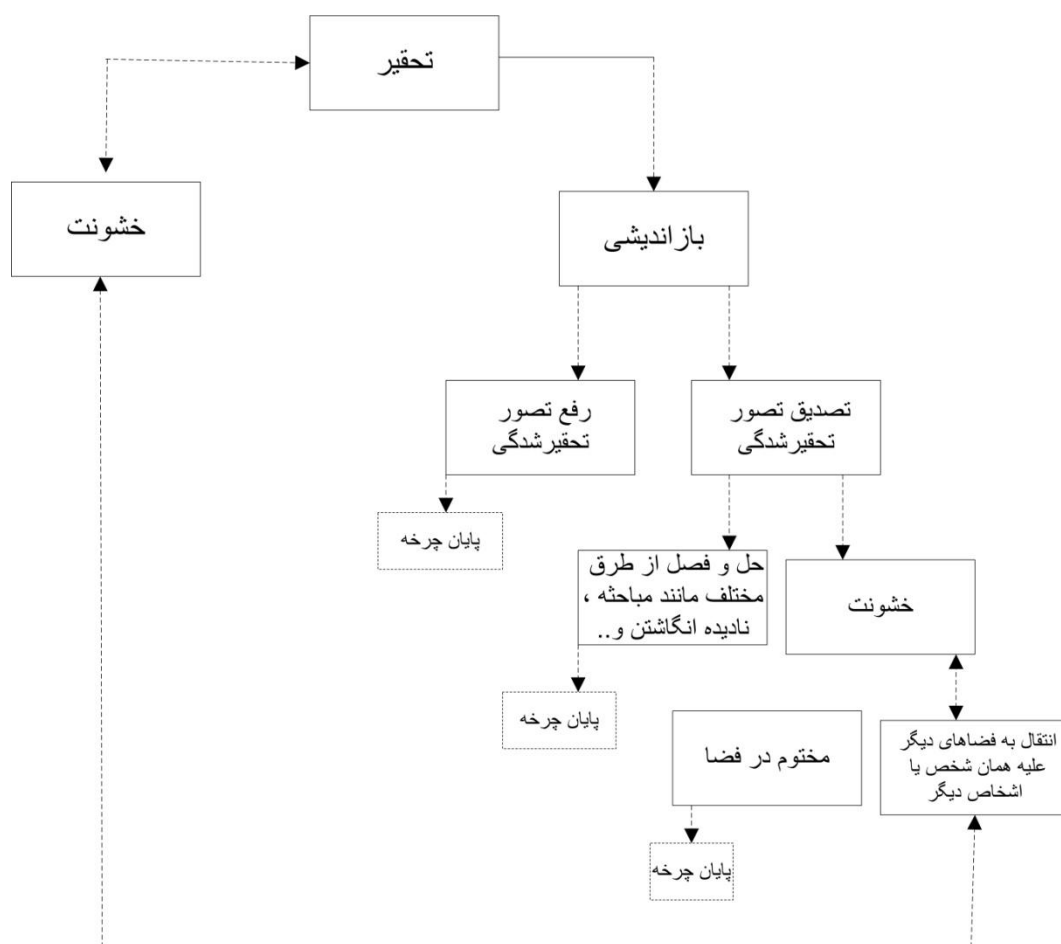 تحقیر
خشونت
بازاندیشی
تصدیق تصور
تحقیرشدگی
رفع تصور
تحقیرشدگی
پایان چرخه
خشونت
حل و فصل از طرق
مختلف مانند مباحثه ،
نادیده انگاشتن و..
پایان چرخه
انتقال به فضاهای دیگر
علیه همان شخص یا
اشخاص دیگر
مختوم در فضا
پایان چرخه